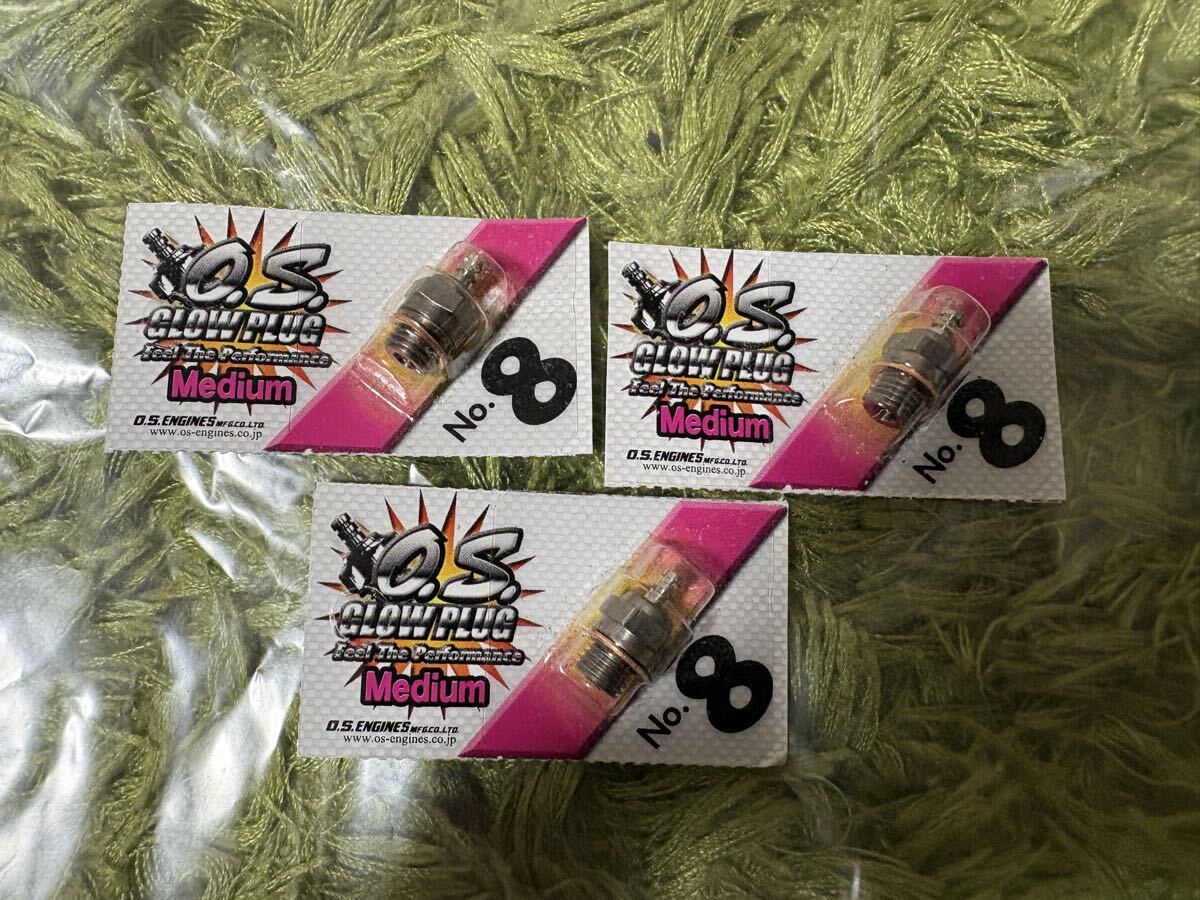 O.S.
GLOW PLUG
Feel The Performance
Medium
O.S. ENGINES MFG.CO.,LTD.
www.os-engines.co.jp
No. 8
O.S.
GLOW PLUG
Feel The Performance
Medium
O.S. ENGINES MFG.CO.,LTD.
www.os-engines.co.jp
No. 8
O.S.
GLOW PLUG
Feel The Performance
Medium
O.S. ENGINES MFG.CO.,LTD.
www.os-engines.co.jp
No. 8